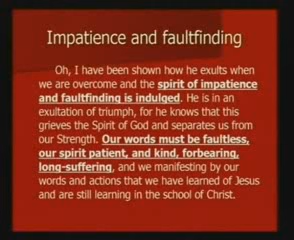 Impatience and faultfinding
Oh, I have been shown how he exults when
we are overcome and the spirit of impatience
and faultfinding is indulged. He is in an
exultation of triumph, for he knows that this
grieves the Spirit of God and separates us from
our Strength. Our words must be faultless,
our spirit patient, and kind, forbearing,
long-suffering, and we manifesting by our
words and actions that we have learned of Jesus
and are still learning in the school of Christ.